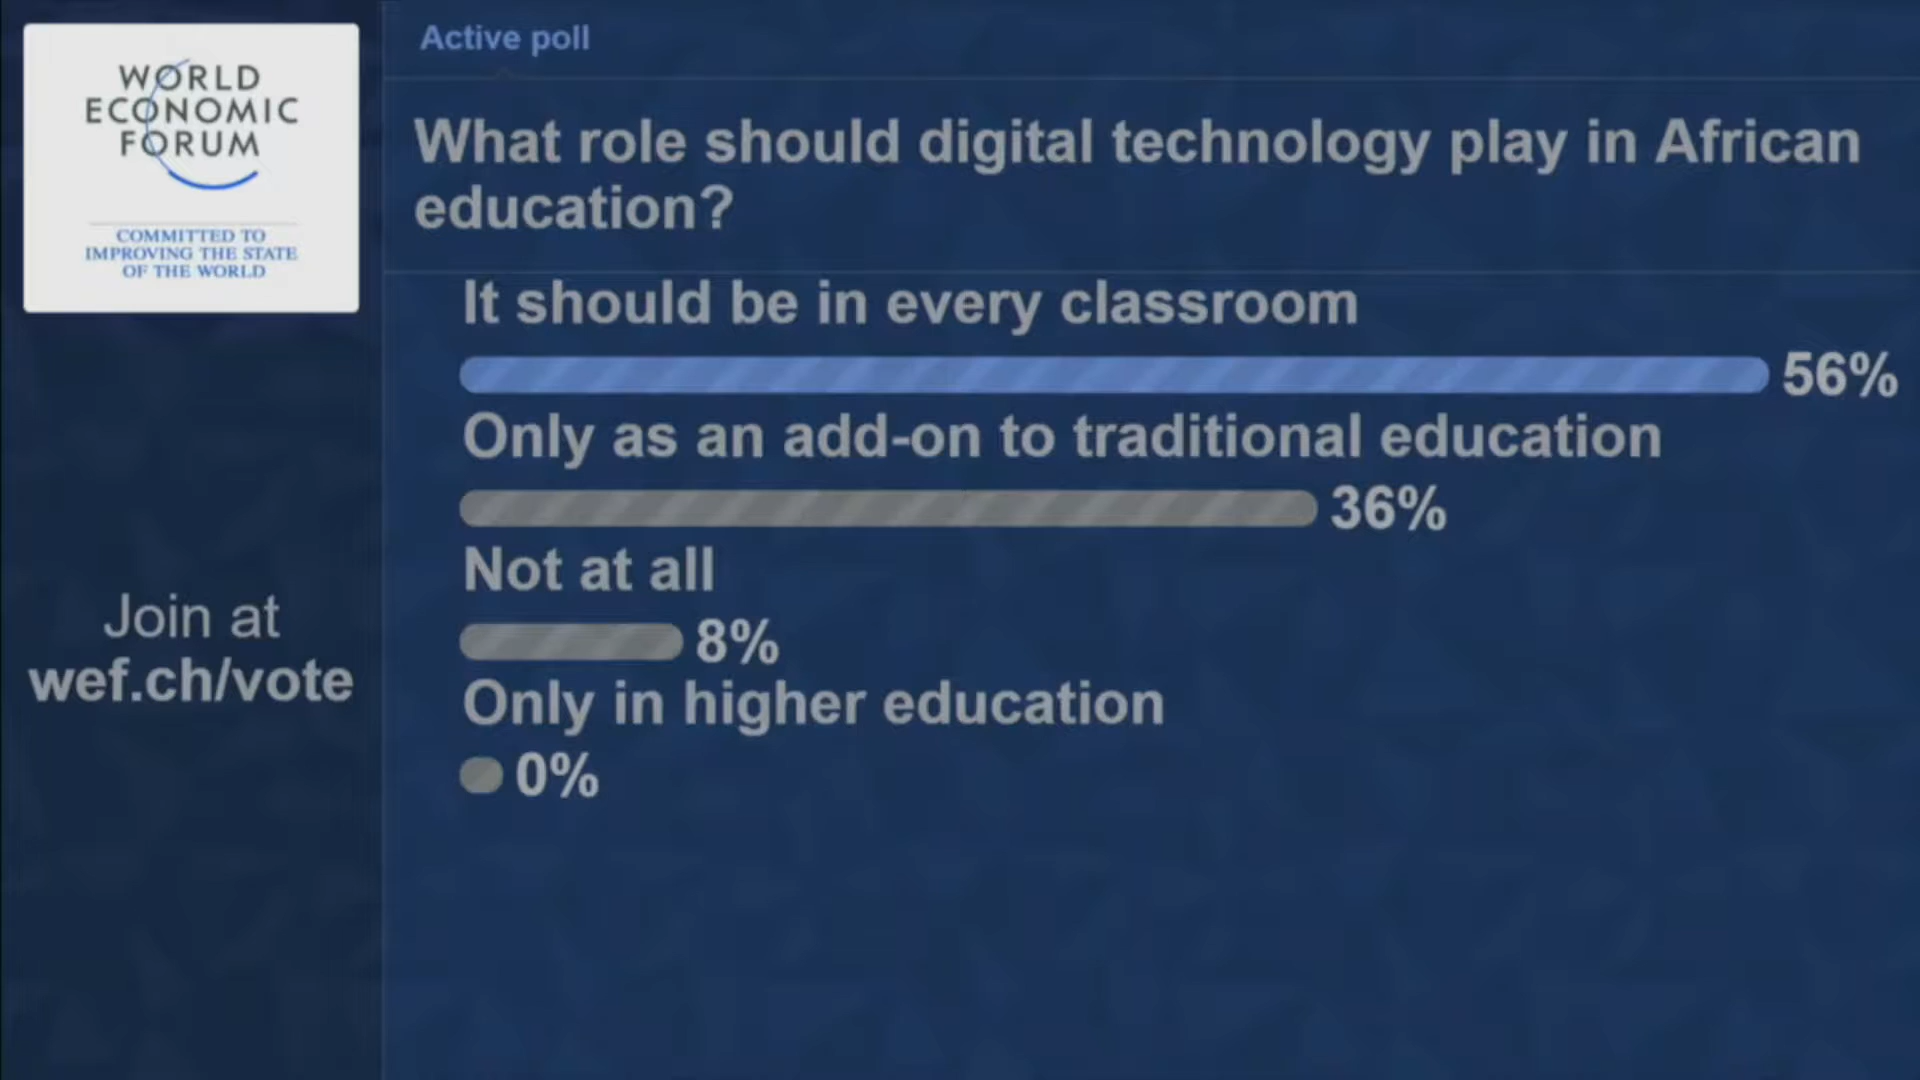 WORLD
ECONOMIC
FORUM
COMMITTED TO
IMPROVING THE STATE
OF THE WORLD
Join at
wef.ch/vote
Active poll
What role should digital technology play in African
education?
It should be in every classroom
56%
Only as an add-on to traditional education
36%
Not at all
8%
Only in higher education
0%